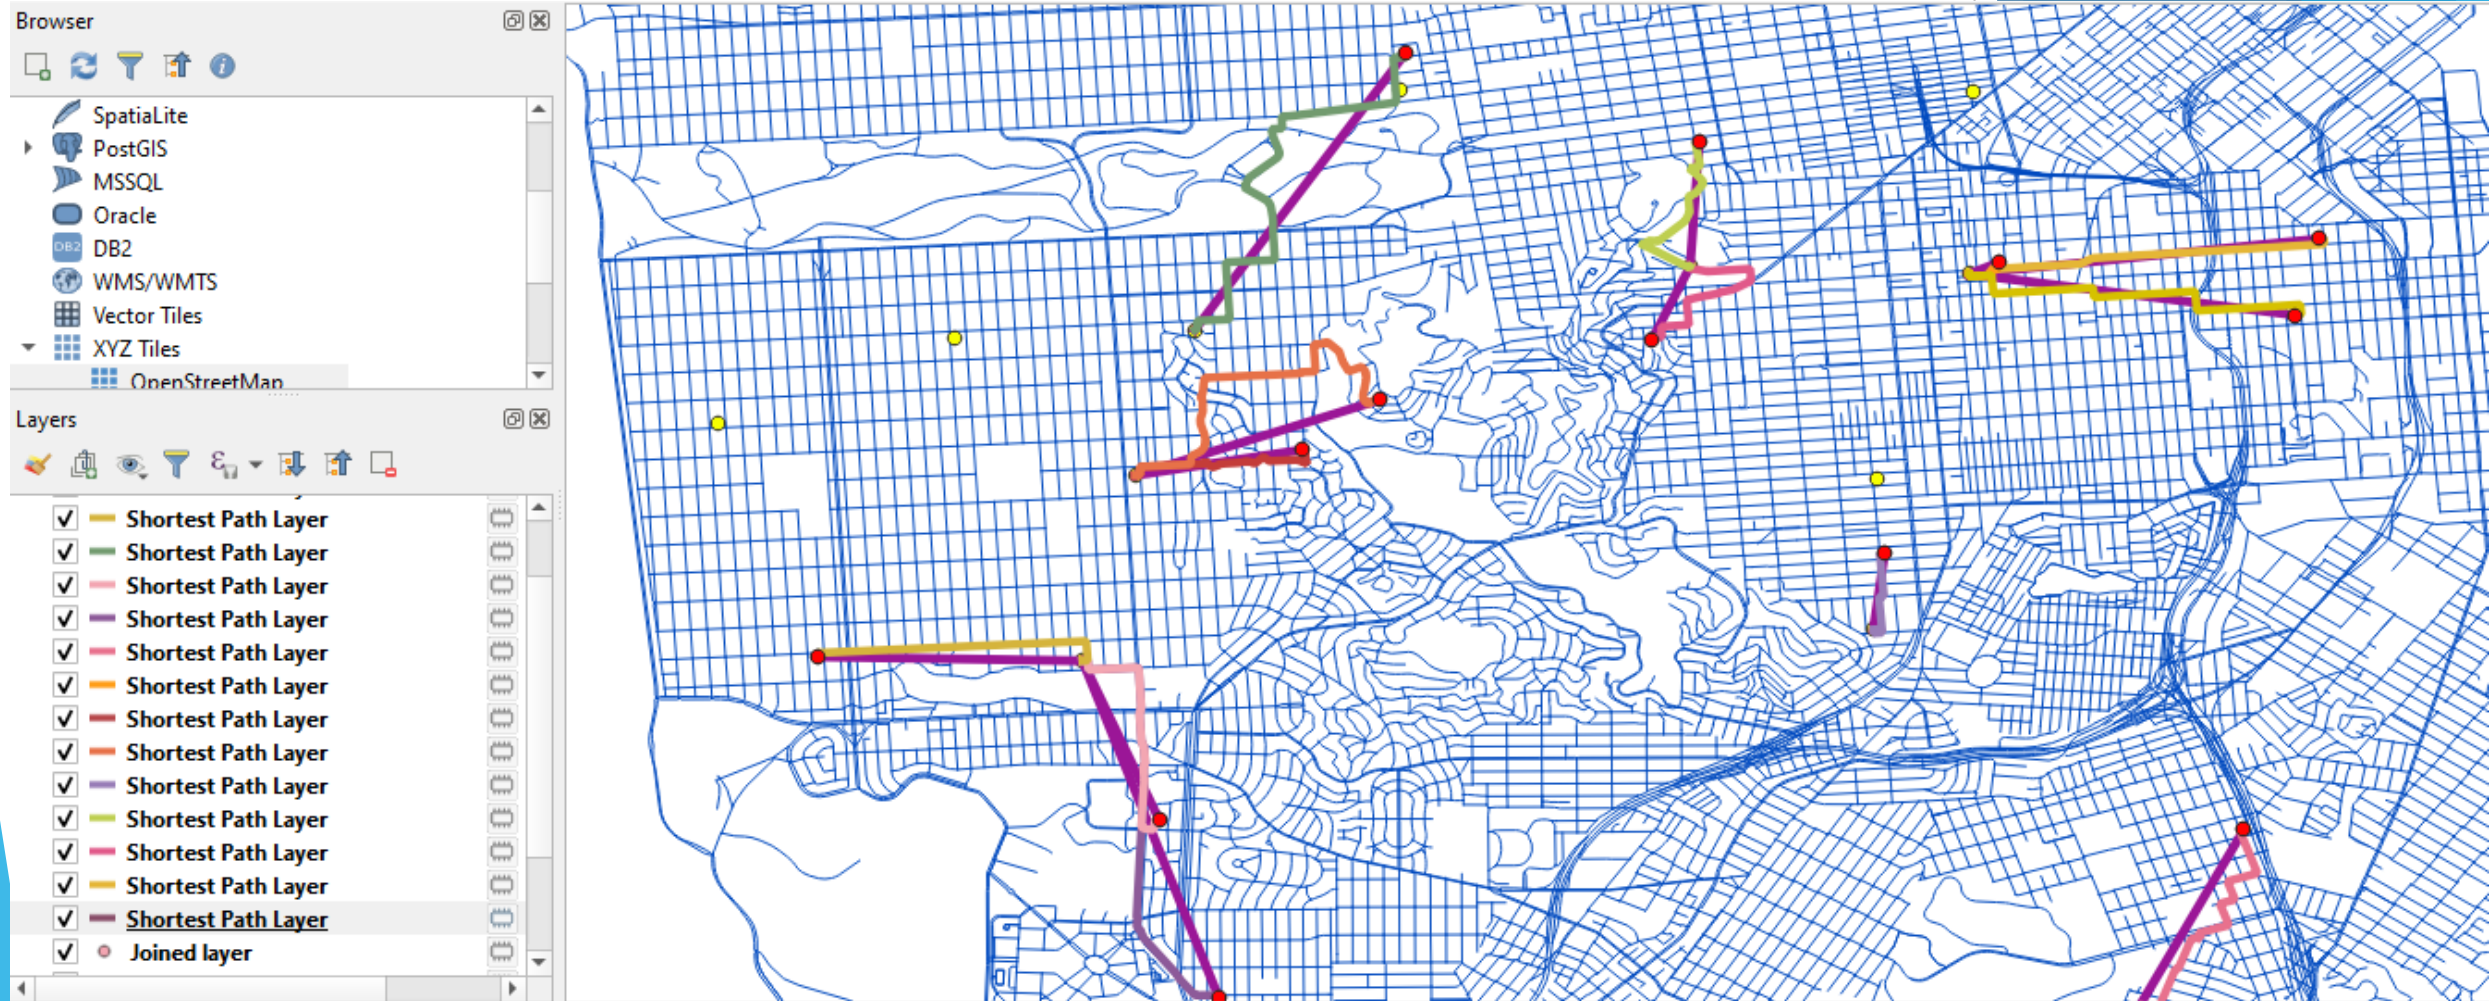 Browser
SpatiaLite
PostGIS
MSSQL
Oracle
DB2
DB2
WMS/WMTS
Vector Tiles
XYZ Tiles
OpenStreetMap
Layers
Shortest Path Layer
Shortest Path Layer
Shortest Path Layer
Shortest Path Layer
Shortest Path Layer
Shortest Path Layer
Shortest Path Layer
Shortest Path Layer
Shortest Path Layer
Shortest Path Layer
Shortest Path Layer
Shortest Path Layer
Shortest Path Layer
Joined layer